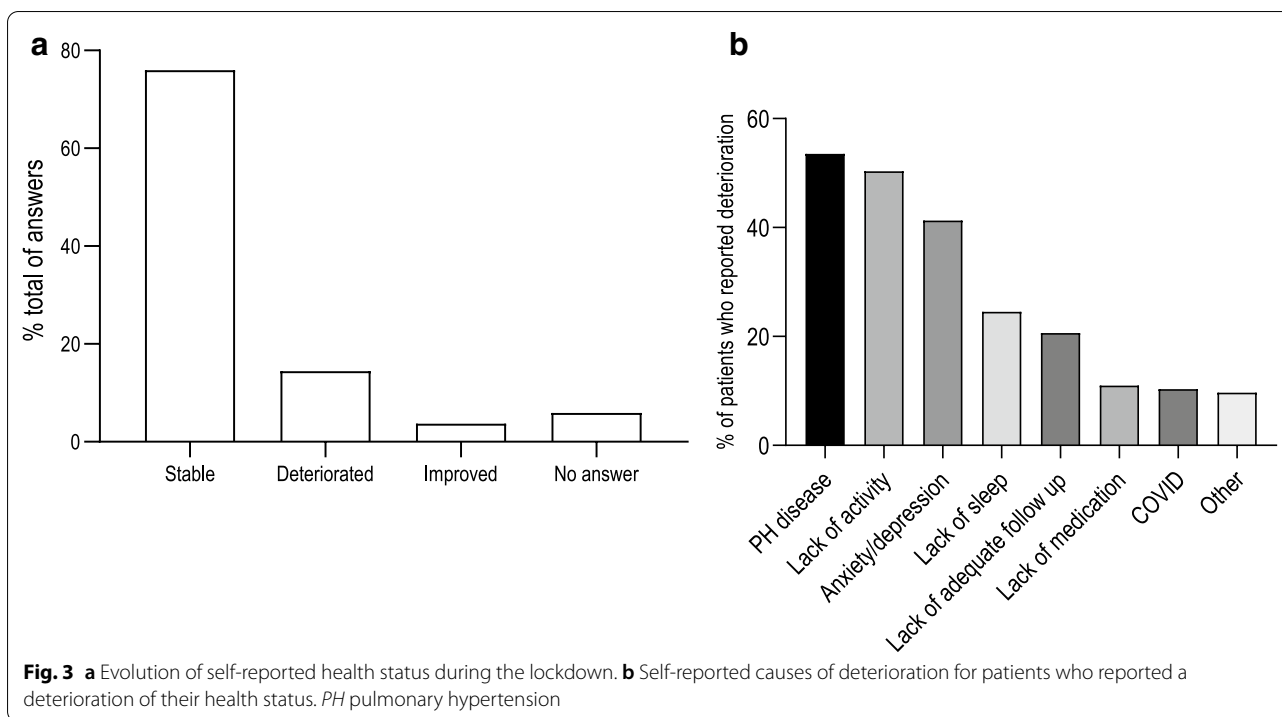 a
80
60
40
20
0
% total of answers
Stable
Deteriorated
Improved
No answer
b
60
40
20
0
% of patients who reported deterioration
PH disease
Lack of activity
Anxiety/depression
Lack of sleep
Lack of adequate follow up
Lack of medication
COVID
Other
Fig. 3 a Evolution of self-reported health status during the lockdown. b Self-reported causes of deterioration for patients who reported a
deterioration of their health status. PH pulmonary hypertension